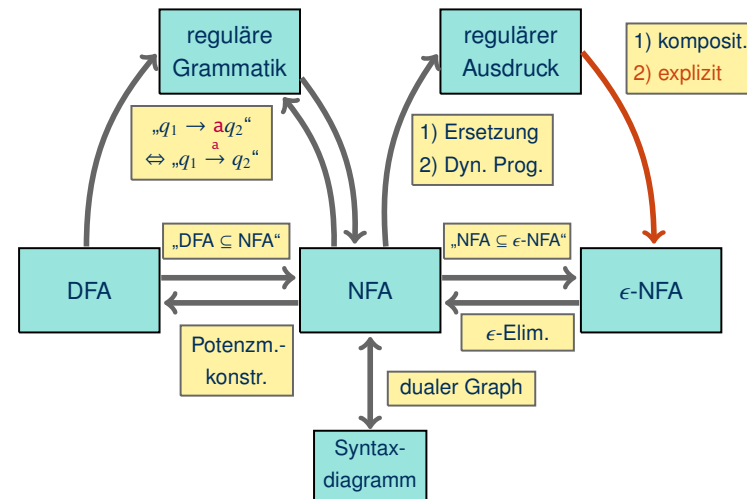 reguläre
Grammatik
regulärer
Ausdruck
1) komposit.
2) explizit
„q₁ → aq₂“
⇔ „q₁ →ᵃ q₂“
1) Ersetzung
2) Dyn. Prog.
„DFA ⊆ NFA“
„NFA ⊆ ϵ-NFA“
DFA
NFA
ϵ-NFA
Potenzm.-
konstr.
ϵ-Elim.
dualer Graph
Syntax-
diagramm